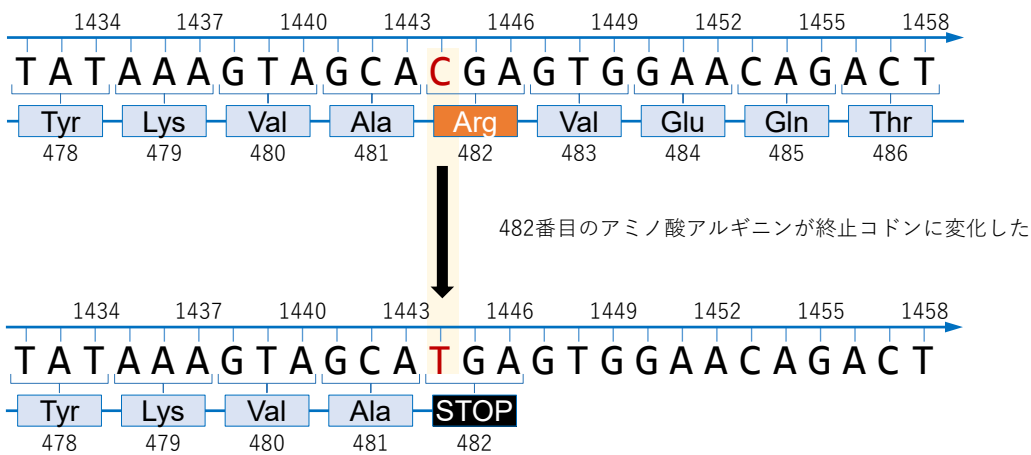 1434 1437 1440 1443 1446 1449 1452 1455 1458
TATAAAGTAGCACGAGTGGAACAGACT
Tyr Lys Val Ala Arg Val Glu Gln Thr
478 479 480 481 482 483 484 485 486
482番目のアミノ酸アルギニンが終止コドンに変化した
1434 1437 1440 1443 1446 1449 1452 1455 1458
TATAAAGTAGCATGAGTGGAACAGACT
Tyr Lys Val Ala STOP
478 479 480 481 482